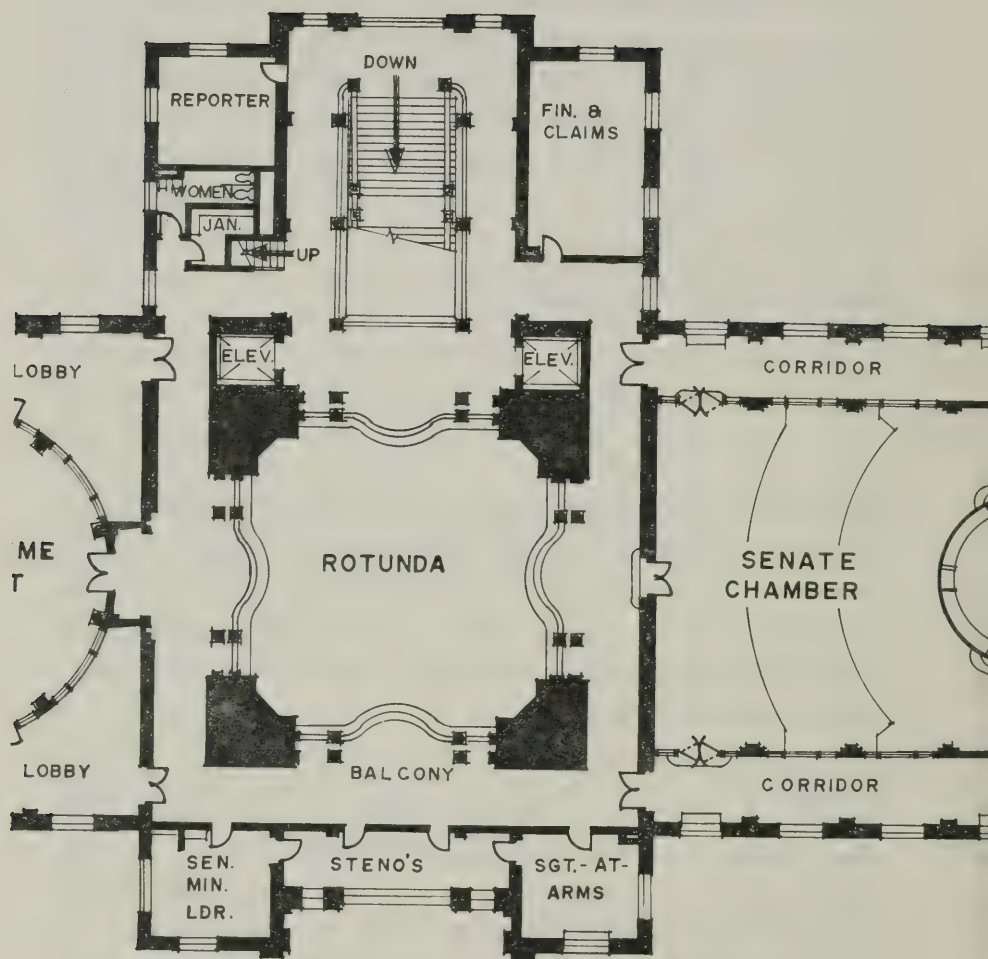 DOWN
REPORTER
FIN. &
CLAIMS
WOMEN
JAN.
UP
ELEV.
ELEV.
LOBBY
CORRIDOR
ME
T
ROTUNDA
SENATE
CHAMBER
LOBBY
BALCONY
CORRIDOR
SEN.
MIN.
LDR.
STENO'S
SGT.-AT-
ARMS